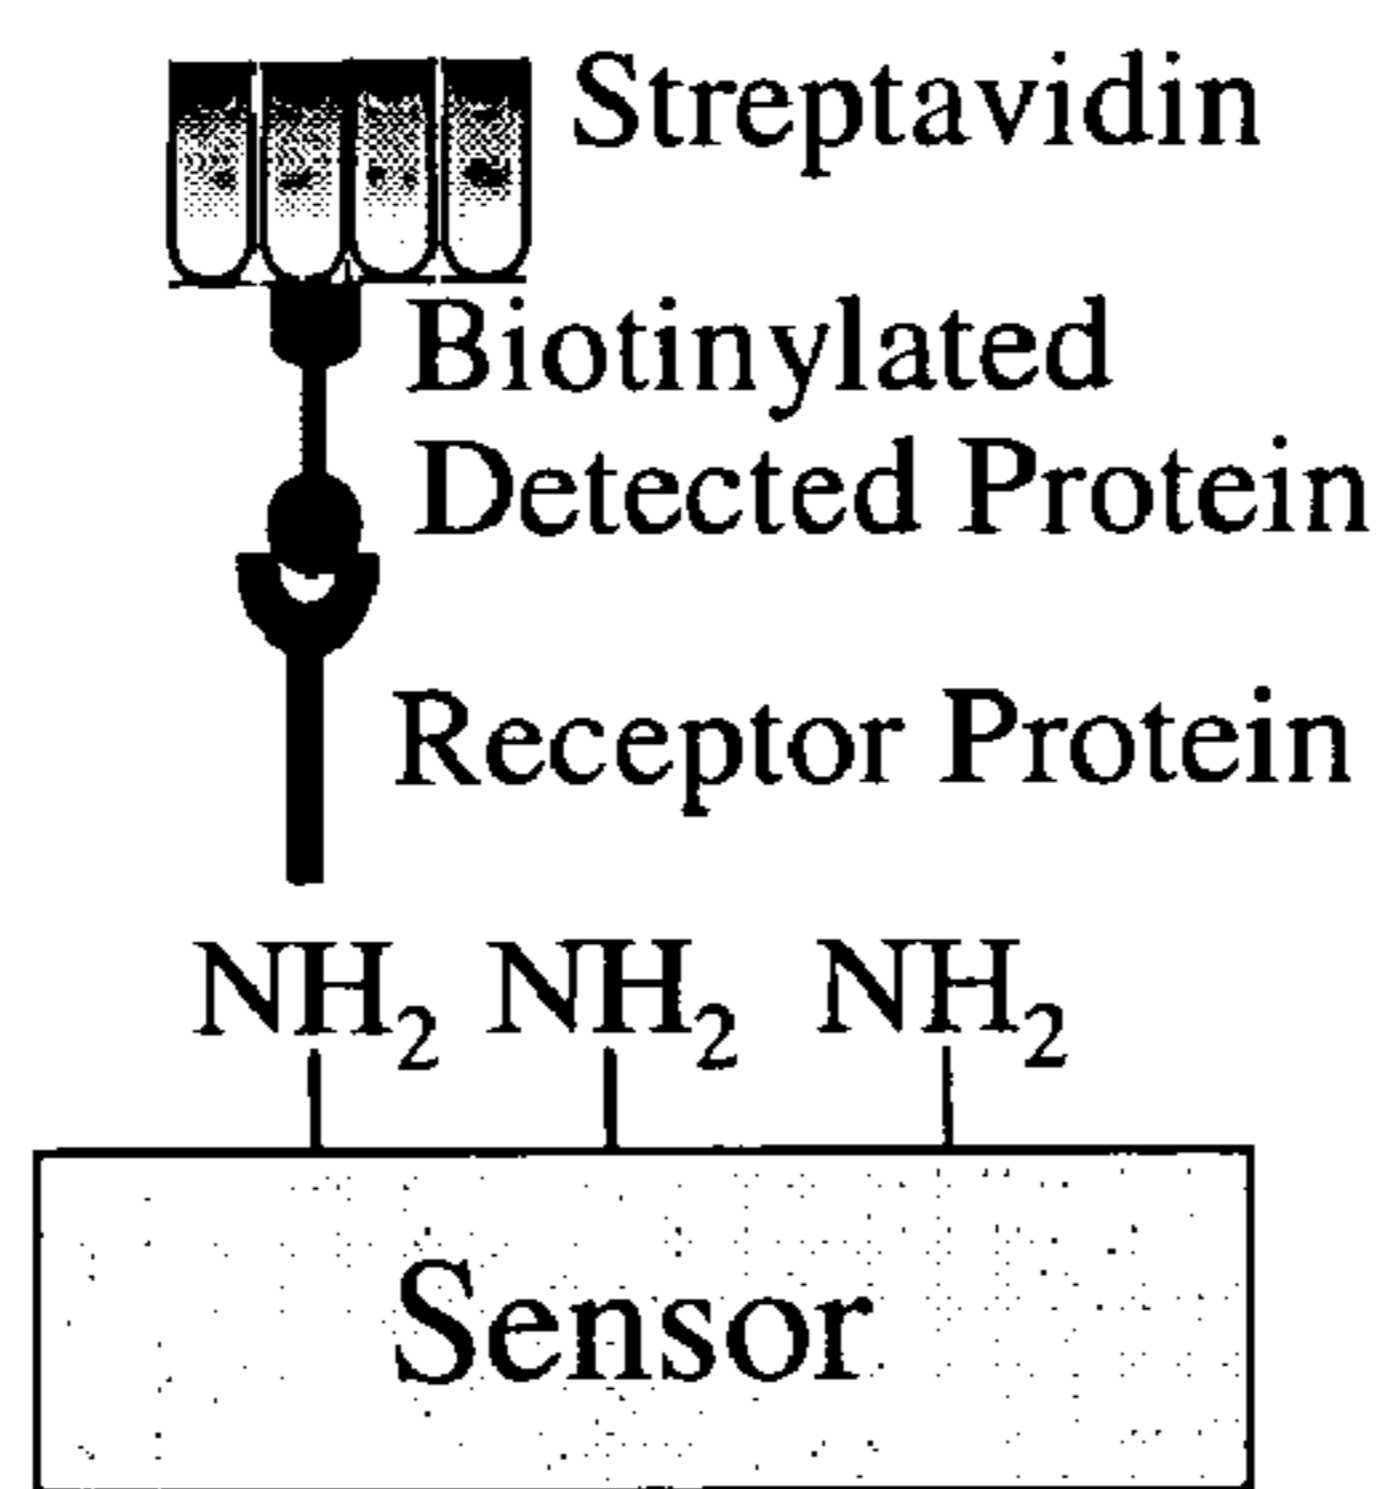 Streptavidin
Biotinylated
Detected Protein
Receptor Protein
NH2 NH2 NH2
Sensor